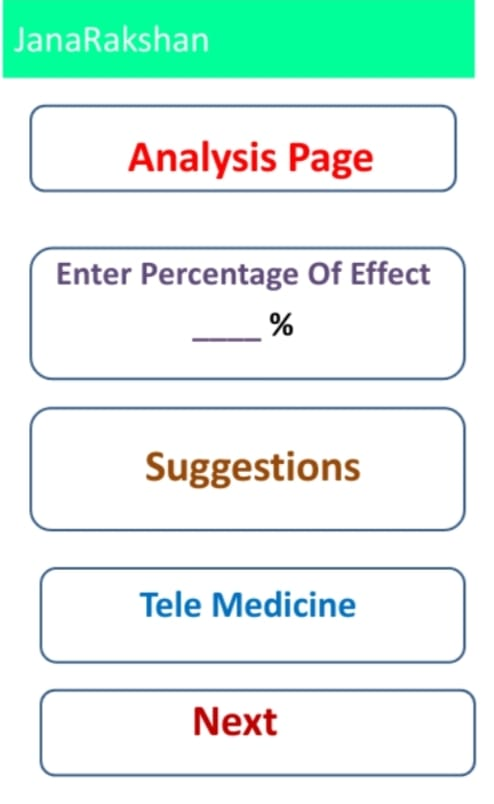 JanaRakshan
Analysis Page
Enter Percentage Of Effect
____ %
Suggestions
Tele Medicine
Next